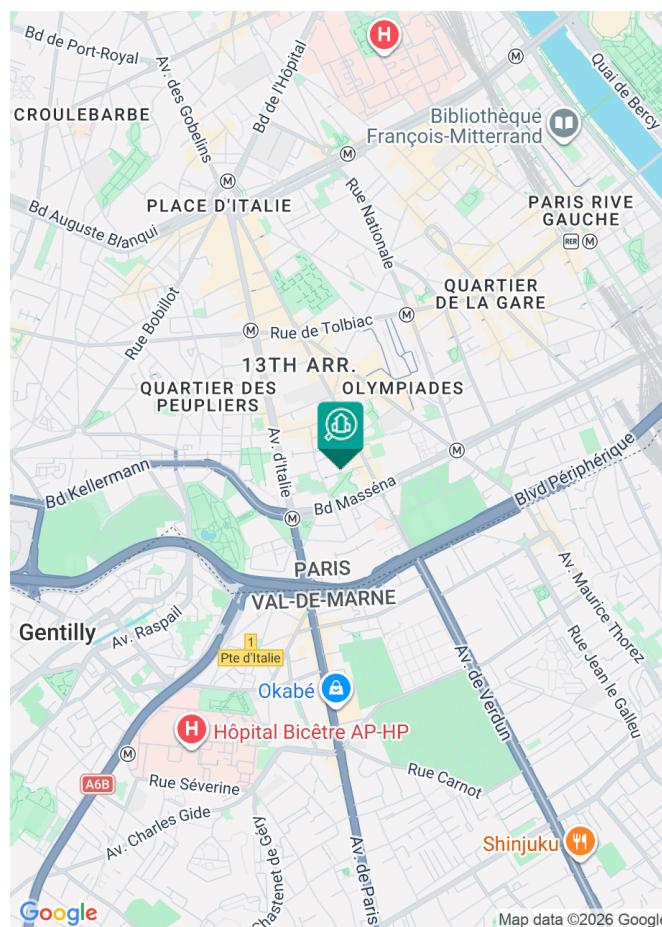 Bd de Port-Royal
Av. des Gobelins
Bd de l'Hôpital
H
M
Quai de Bercy
CROULEBARBE
Bibliothèque
François-Mitterrand
M
M
PLACE D'ITALIE
Bd Auguste Blanqui
Rue Nationale
PARIS RIVE
GAUCHE
RER M
QUARTIER
DE LA GARE
Rue Bobillot
M
Rue de Tolbiac
M
13TH ARR.
QUARTIER DES
PEUPLIERS
OLYMPIADES
Av. d'Italie
M
Bd Kellermann
Bd Masséna
Blvd Périphérique
M
PARIS
VAL-DE-MARNE
Gentilly
Av. Raspail
1
Pte d'Italie
Av. Maurice Thorez
Rue Jean le Galleu
Av. de Verdun
Okabé
H
Hôpital Bicêtre AP-HP
M
A6B
Rue Séverine
Rue Carnot
Av. Charles Gide
Chastenet de Géry
Av. de Paris
Shinjuku
Google
Map data ©2026 Google